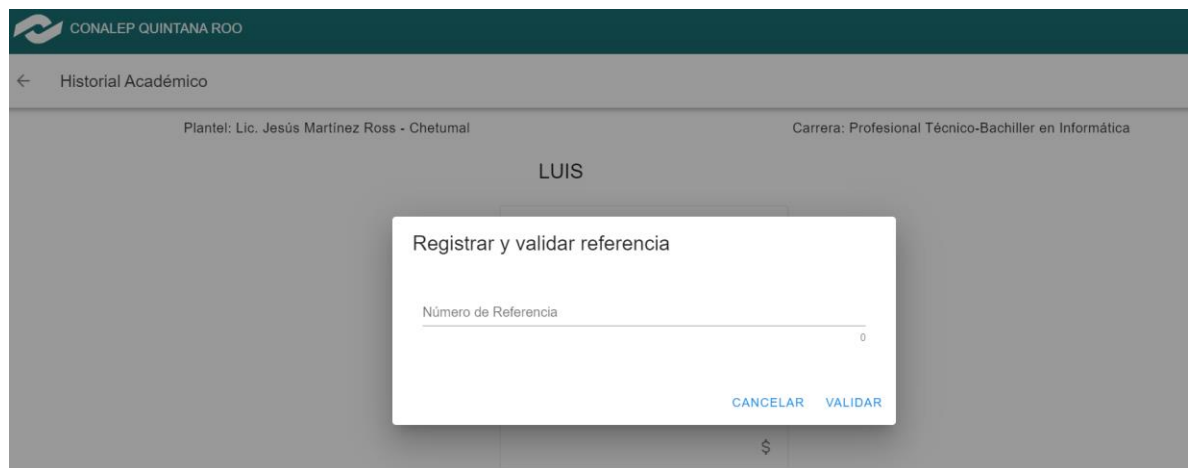 CONALEP QUINTANA ROO
Historial Académico
Plantel: Lic. Jesús Martínez Ross - Chetumal
Carrera: Profesional Técnico-Bachiller en Informática
LUIS
Registrar y validar referencia
Número de Referencia
0
CANCELAR VALIDAR
$